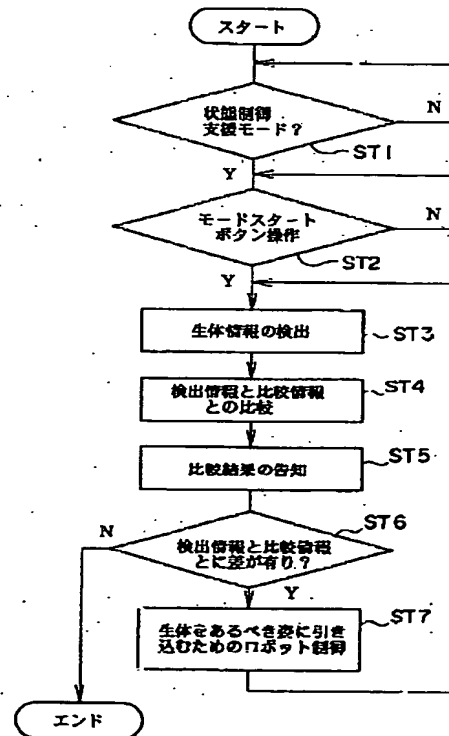 スタート
状態制御
支援モード?
N
ST1
Y
モードスタート
ボタン操作
N
ST2
Y
生体情報の検出
ST3
検出情報と比較情報
との比較
ST4
比較結果の告知
ST5
N
ST6
検出情報と比較情報
とに差が有り?
Y
生体をあるべき姿に引き
込むためのロボット制御
ST7
エンド